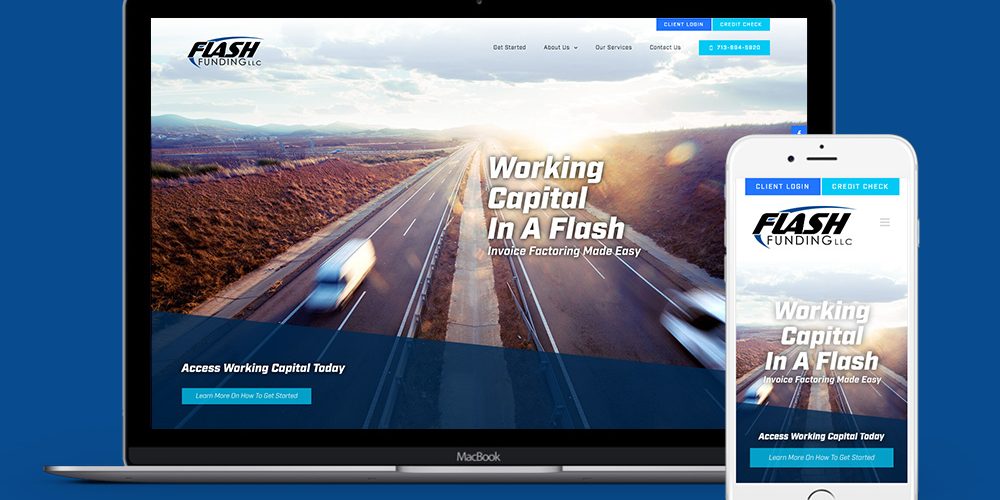 CLIENT LOGIN
CREDIT CHECK
FLASH
FUNDING LLC
Get Started
About Us
Our Services
Contact Us
713-694-5820
Working
Capital
In A Flash
Invoice Factoring Made Easy
Access Working Capital Today
Learn More On How To Get Started
MacBook
CLIENT LOGIN
CREDIT CHECK
FLASH
FUNDING LLC
Working
Capital
In A Flash
Invoice Factoring Made Easy
Access Working Capital Today
Learn More On How To Get Started